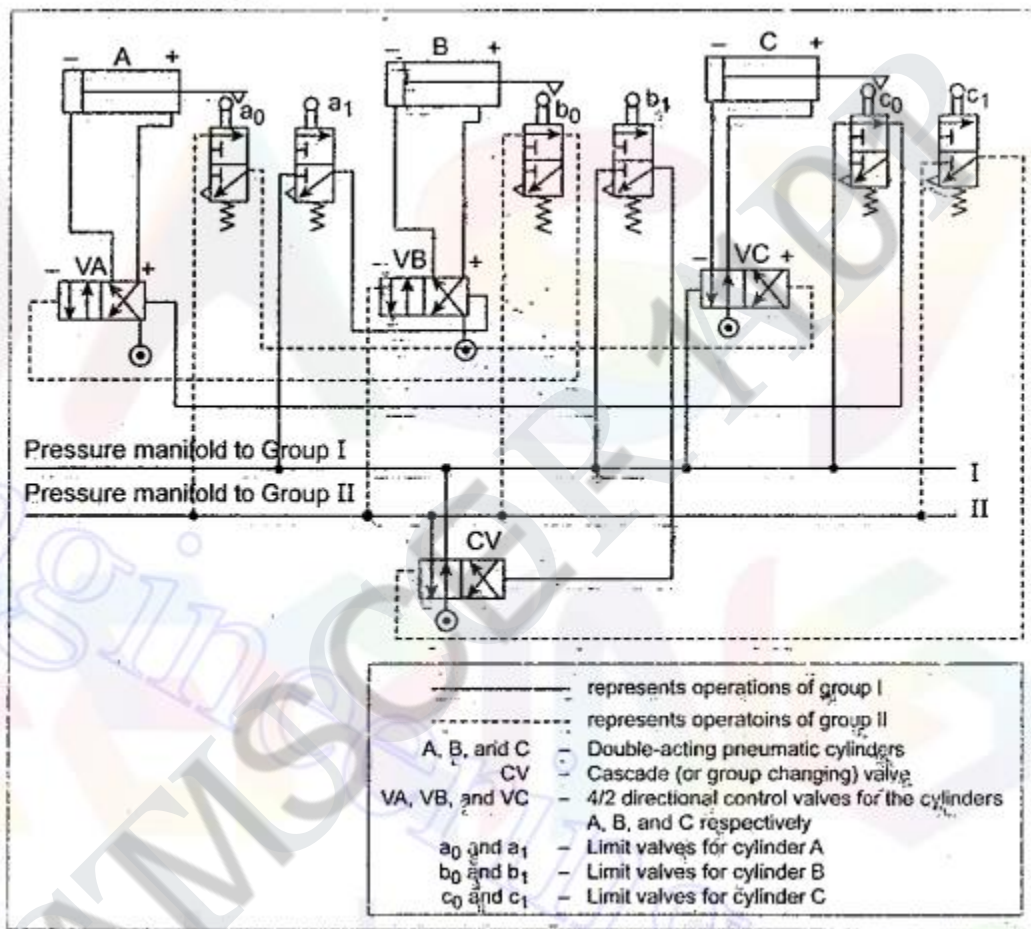 - A +
- B +
- C +
a0
a1
b0
b1
c0
c1
- VA +
VB +
- VC +
Pressure manifold to Group I
I
Pressure manifold to Group II
II
CV
represents operations of group I
represents operatoins of group II
A, B, and C – Double-acting pneumatic cylinders
CV – Cascade (or group changing) valve
VA, VB, and VC – 4/2 directional control valves for the cylinders
A, B, and C respectively
a0 and a1 – Limit valves for cylinder A
b0 and b1 – Limit valves for cylinder B
c0 and c1 – Limit valves for cylinder C